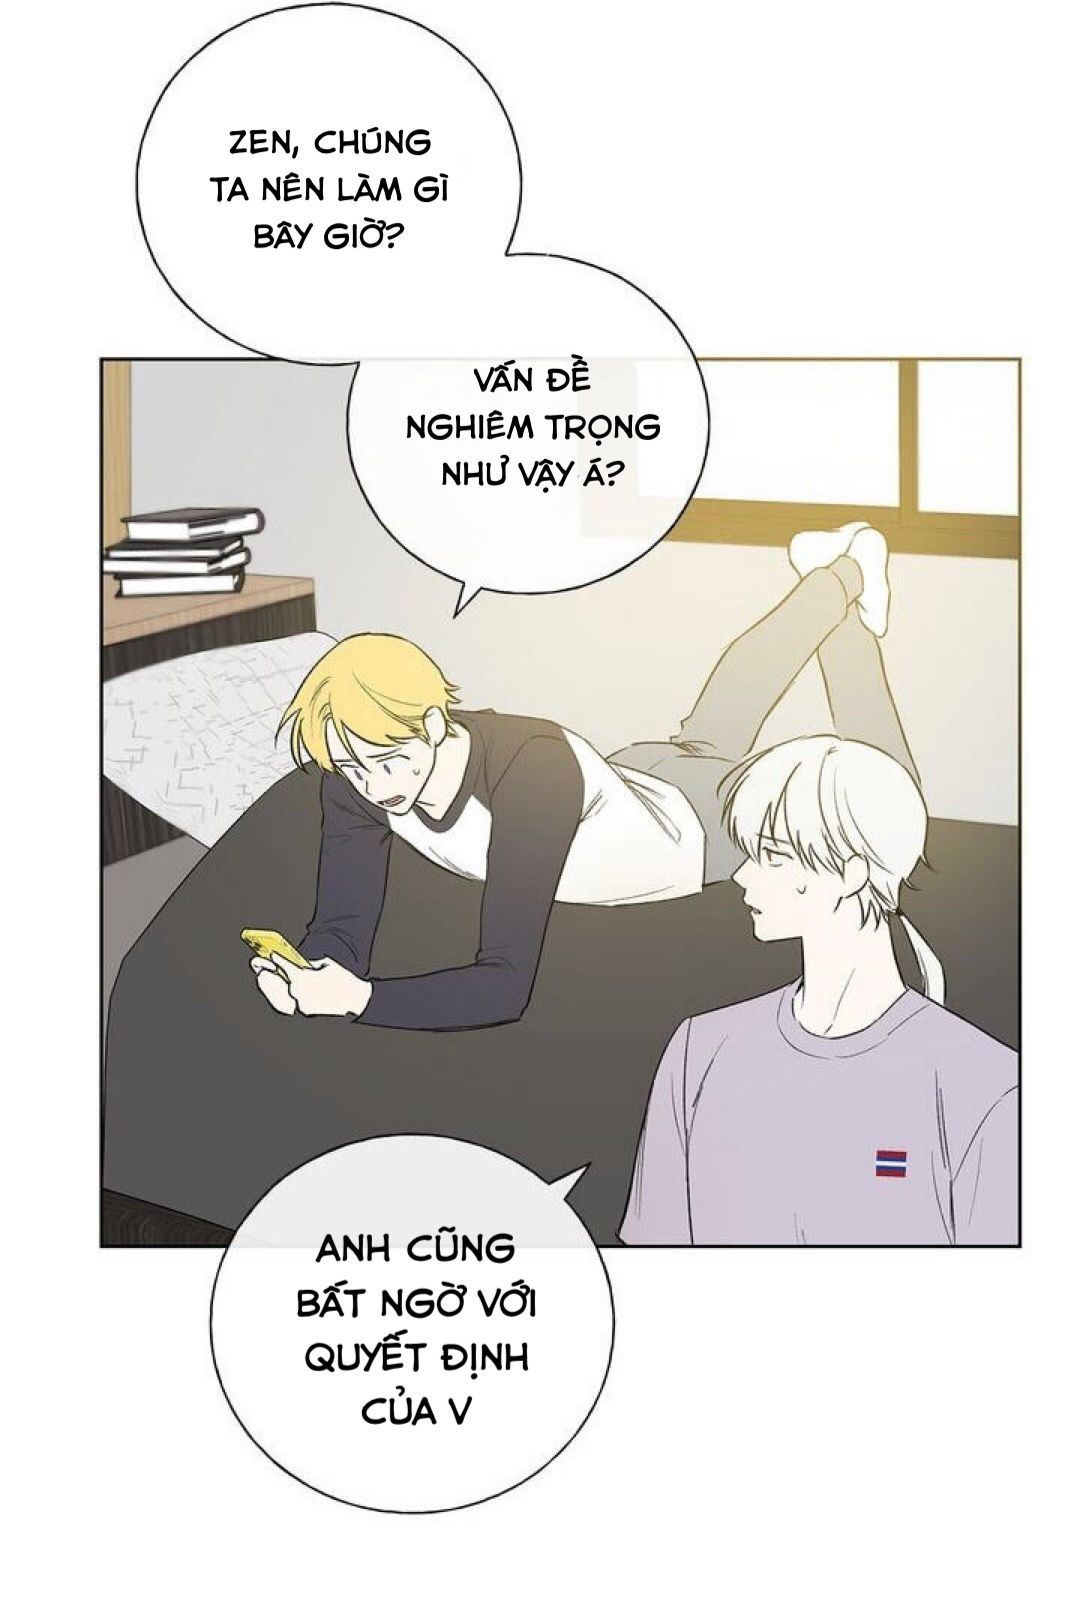 ZEN, CHÚNG
TA NÊN LÀM GÌ
BÂY GIỜ?
VẤN ĐỀ
NGHIÊM TRỌNG
NHƯ VẬY Á?
ANH CŨNG
BẤT NGỜ VỚI
QUYẾT ĐỊNH
CỦA V